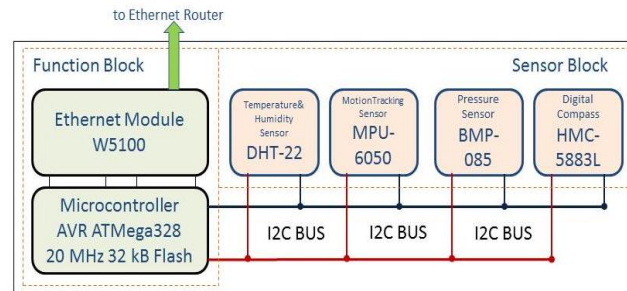 to Ethernet Router
Function Block
Sensor Block
Ethernet Module
W5100
Temperature&
Humidity
Sensor
DHT-22
MotionTracking
Sensor
MPU-
6050
Pressure
Sensor
BMP-
085
Digital
Compass
HMC-
5883L
Microcontroller
AVR ATMega328
20 MHz 32 kB Flash
I2C BUS
I2C BUS
I2C BUS